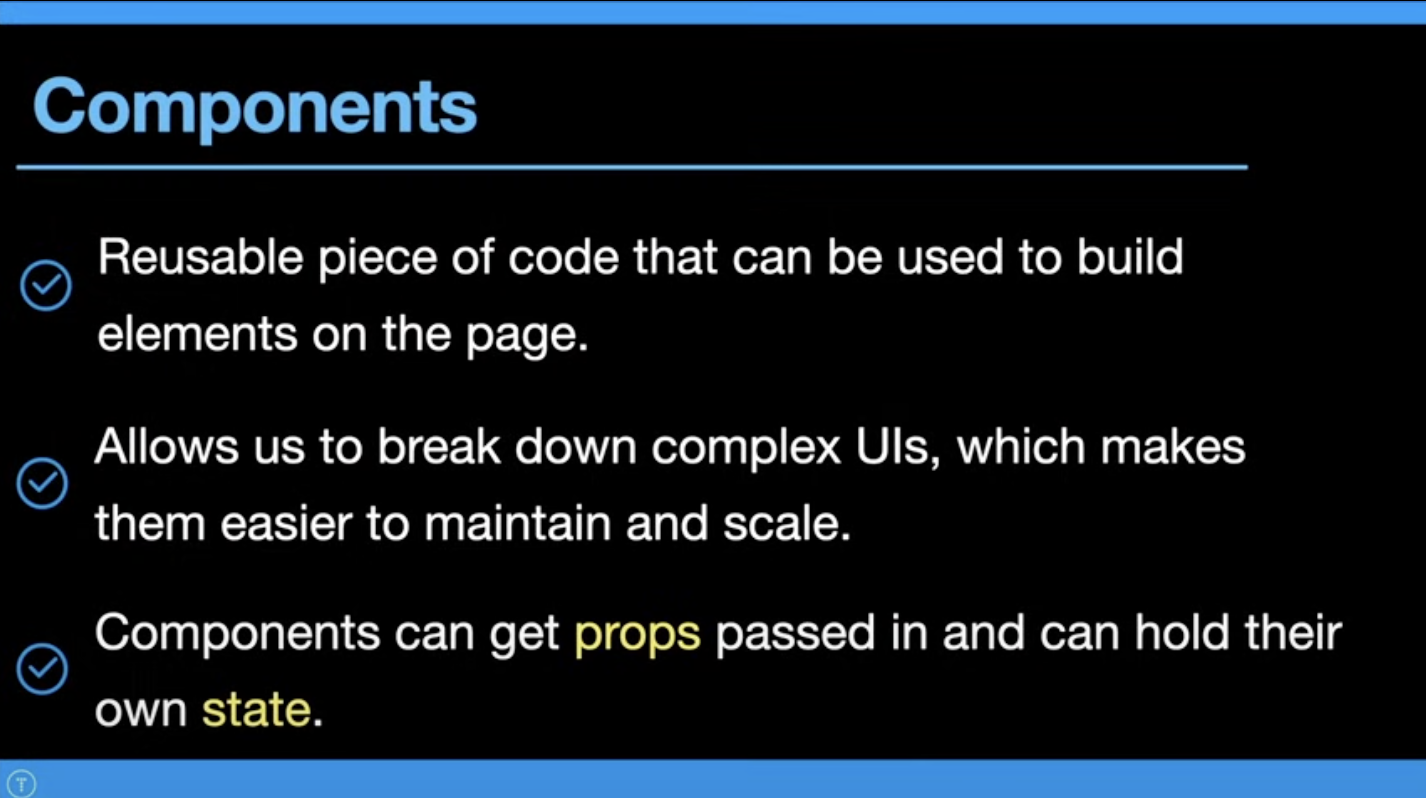 Components
Reusable piece of code that can be used to build
elements on the page.
Allows us to break down complex UIs, which makes
them easier to maintain and scale.
Components can get props passed in and can hold their
own state.
T